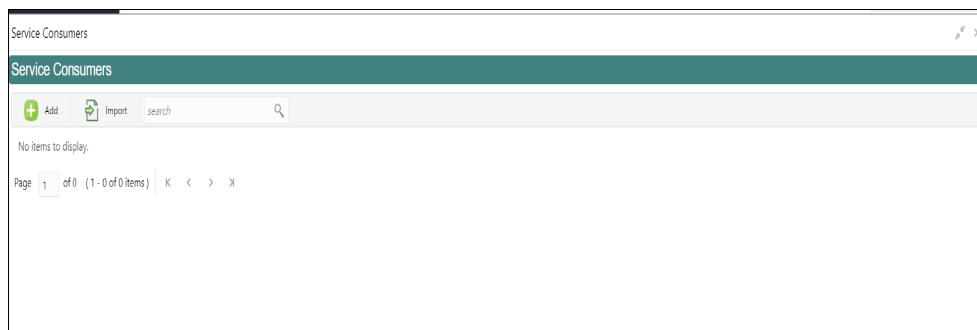 Service Consumers
Service Consumers
Add Import search
No items to display.
Page 1 of 0 ( 1 - 0 of 0 items )